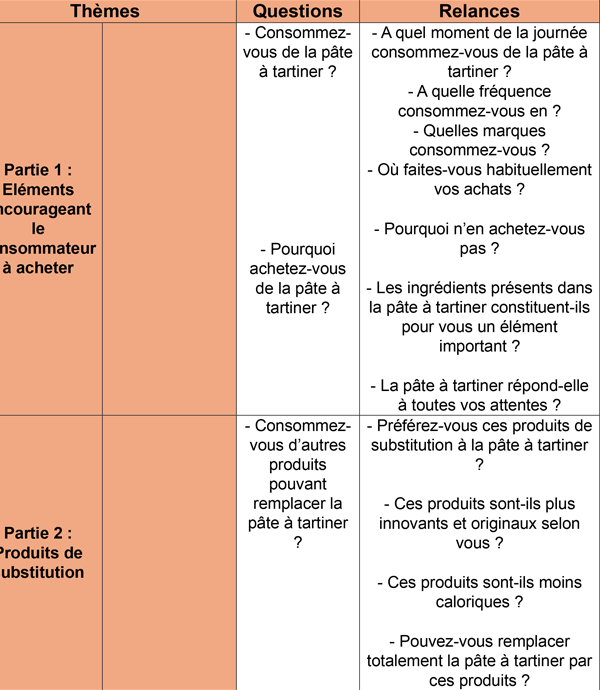 Thèmes Questions Relances
Partie 1 :
Eléments
ncourageant
le
nsommateur
à acheter
- Consommez-
vous de la pâte
à tartiner ?
- Pourquoi
achetez-vous
de la pâte à
tartiner ?
- A quel moment de la journée
consommez-vous de la pâte à
tartiner ?
- A quelle fréquence
consommez-vous en ?
- Quelles marques
consommez-vous ?
- Où faites-vous habituellement
vos achats ?
- Pourquoi n’en achetez-vous
pas ?
- Les ingrédients présents dans
la pâte à tartiner constituent-ils
pour vous un élément
important ?
- La pâte à tartiner répond-elle
à toutes vos attentes ?
Partie 2 :
Produits de
ubstitution
- Consommez-
vous d’autres
produits
pouvant
remplacer la
pâte à tartiner
?
- Préférez-vous ces produits de
substitution à la pâte à tartiner
?
- Ces produits sont-ils plus
innovants et originaux selon
vous ?
- Ces produits sont-ils moins
caloriques ?
- Pouvez-vous remplacer
totalement la pâte à tartiner par
ces produits ?